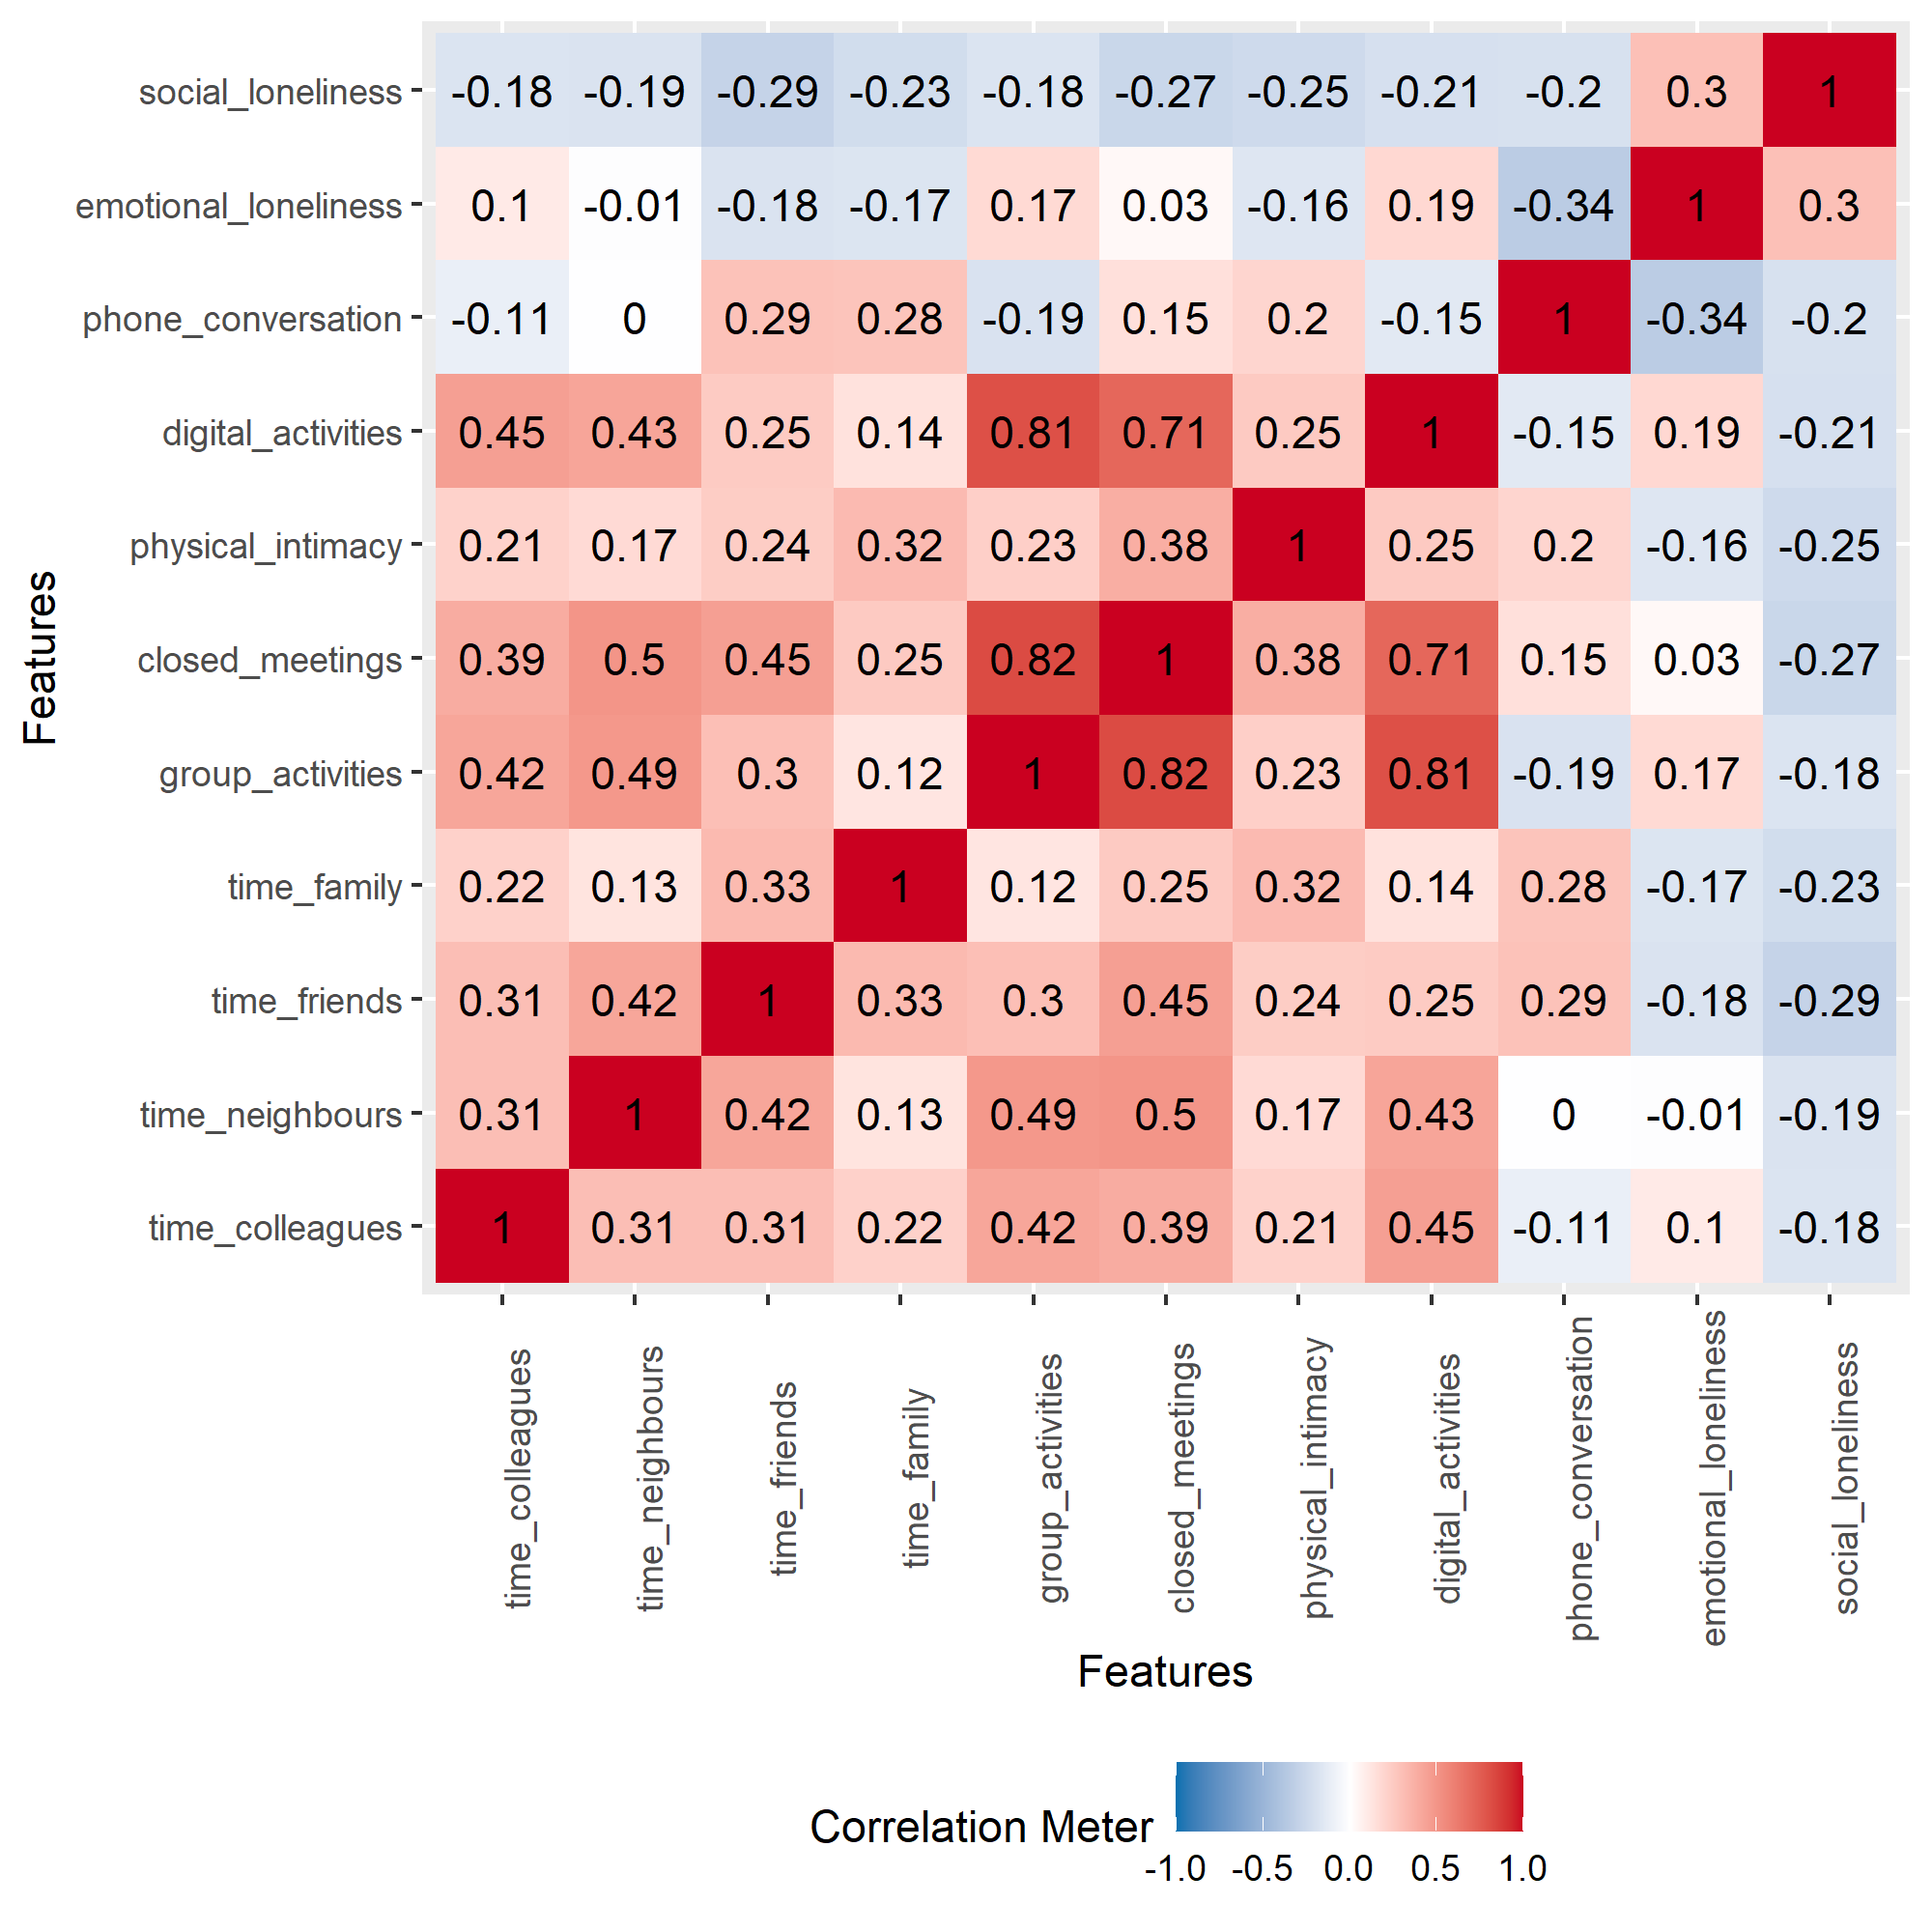 social_loneliness -0.18 -0.19 -0.29 -0.23 -0.18 -0.27 -0.25 -0.21 -0.2 0.3 1
emotional_loneliness 0.1 -0.01 -0.18 -0.17 0.17 0.03 -0.16 0.19 -0.34 1 0.3
phone_conversation -0.11 0 0.29 0.28 -0.19 0.15 0.2 -0.15 1 -0.34 -0.2
digital_activities 0.45 0.43 0.25 0.14 0.81 0.71 0.25 1 -0.15 0.19 -0.21
physical_intimacy 0.21 0.17 0.24 0.32 0.23 0.38 1 0.25 0.2 -0.16 -0.25
closed_meetings 0.39 0.5 0.45 0.25 0.82 1 0.38 0.71 0.15 0.03 -0.27
group_activities 0.42 0.49 0.3 0.12 1 0.82 0.23 0.81 -0.19 0.17 -0.18
time_family 0.22 0.13 0.33 1 0.12 0.25 0.32 0.14 0.28 -0.17 -0.23
time_friends 0.31 0.42 1 0.33 0.3 0.45 0.24 0.25 0.29 -0.18 -0.29
time_neighbours 0.31 1 0.42 0.13 0.49 0.5 0.17 0.43 0 -0.01 -0.19
time_colleagues 1 0.31 0.31 0.22 0.42 0.39 0.21 0.45 -0.11 0.1 -0.18
Features
time_colleagues
time_neighbours
time_friends
time_family
group_activities
closed_meetings
physical_intimacy
digital_activities
phone_conversation
emotional_loneliness
social_loneliness
Features
Correlation Meter
-1.0 -0.5 0.0 0.5 1.0